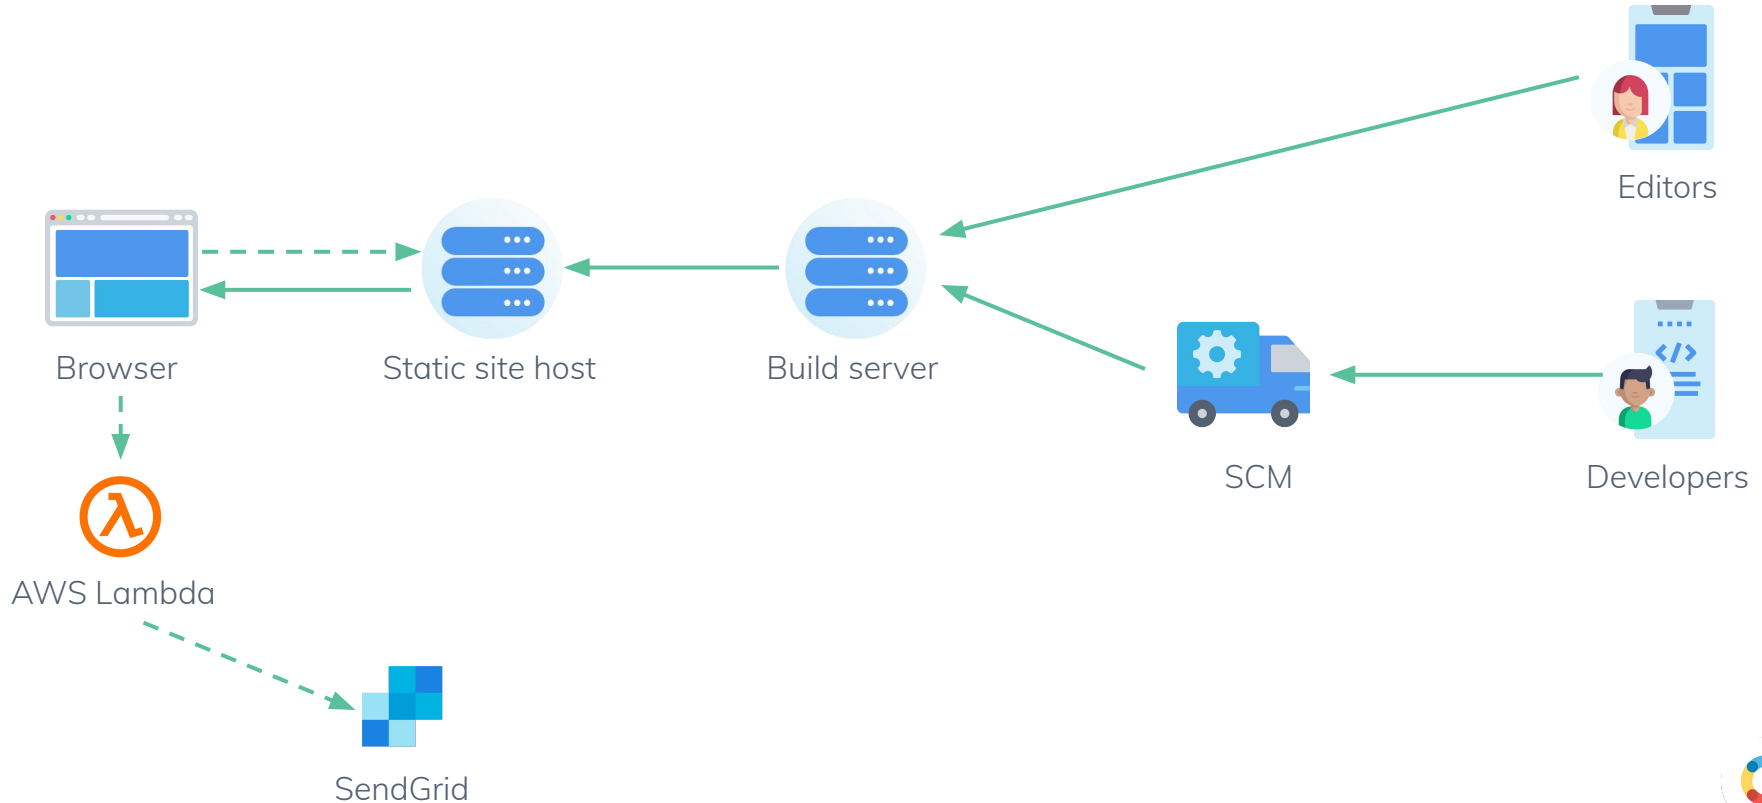 Editors
Browser
Static site host
Build server
SCM
Developers
AWS Lambda
SendGrid